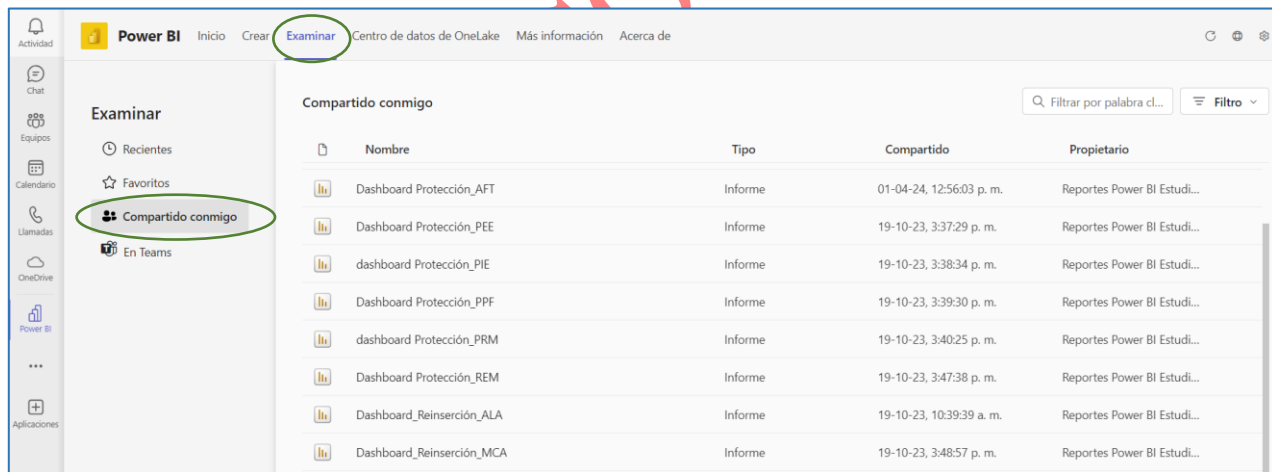 Actividad
Chat
Equipos
Calendario
Llamadas
OneDrive
Power BI
Aplicaciones
Power BI Inicio Crear Examinar Centro de datos de OneLake Más información Acerca de
Examinar
Recientes
Favoritos
Compartido conmigo
En Teams
Compartido conmigo
Filtrar por palabra cl... Filtro
Nombre Tipo Compartido Propietario
Dashboard Protección_AFT Informe 01-04-24, 12:56:03 p. m. Reportes Power BI Estudi...
Dashboard Protección_PEE Informe 19-10-23, 3:37:29 p. m. Reportes Power BI Estudi...
dashboard Protección_PIE Informe 19-10-23, 3:38:34 p. m. Reportes Power BI Estudi...
Dashboard Protección_PPF Informe 19-10-23, 3:39:30 p. m. Reportes Power BI Estudi...
dashboard Protección_PRM Informe 19-10-23, 3:40:25 p. m. Reportes Power BI Estudi...
Dashboard Protección_REM Informe 19-10-23, 3:47:38 p. m. Reportes Power BI Estudi...
Dashboard_Reinserción_ALA Informe 19-10-23, 10:39:39 a. m. Reportes Power BI Estudi...
Dashboard_Reinserción_MCA Informe 19-10-23, 3:48:57 p. m. Reportes Power BI Estudi...